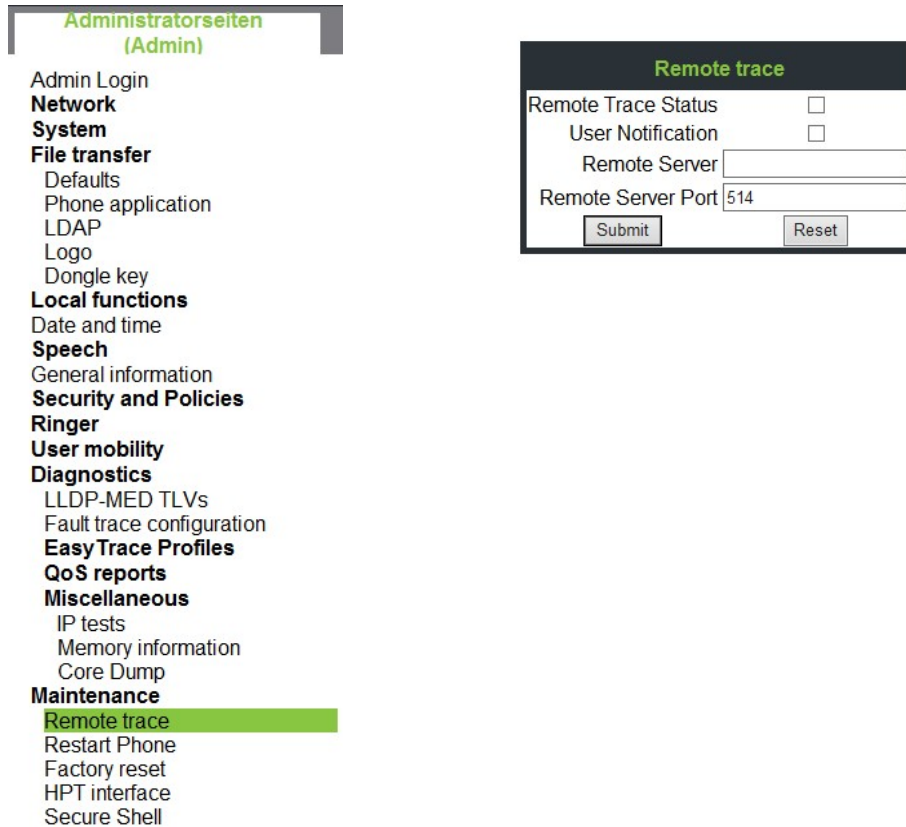 Administratorseiten
(Admin)
Admin Login
Network
System
File transfer
Defaults
Phone application
LDAP
Logo
Dongle key
Local functions
Date and time
Speech
General information
Security and Policies
Ringer
User mobility
Diagnostics
LLDP-MED TLVs
Fault trace configuration
EasyTrace Profiles
QoS reports
Miscellaneous
IP tests
Memory information
Core Dump
Maintenance
Remote trace
Restart Phone
Factory reset
HPT interface
Secure Shell
Remote trace
Remote Trace Status
User Notification
Remote Server
Remote Server Port 514
Submit Reset